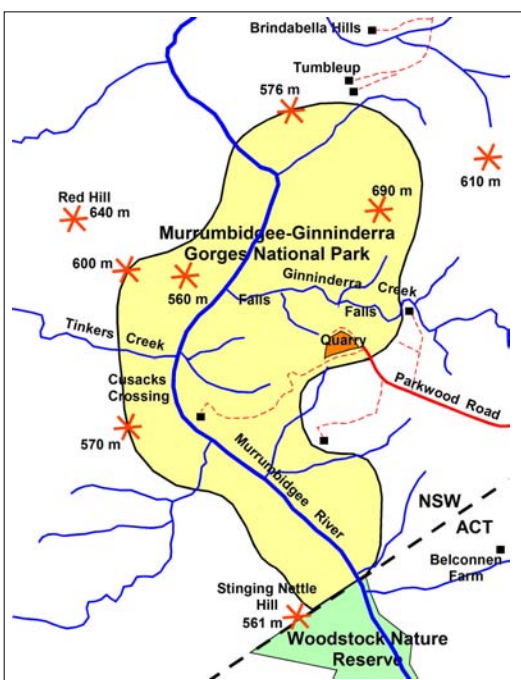 Brindabella Hills
Tumbleup
576 m
610 m
690 m
Red Hill
640 m
Murrumbidgee-Ginninderra
Gorges National Park
600 m
560 m
Ginninderra Creek
Falls
Falls
Tinkers Creek
Quarry
Cusacks
Crossing
Parkwood Road
570 m
Murrumbidgee River
NSW
ACT
Belconnen
Farm
Stinging Nettle
Hill
561 m
Woodstock Nature
Reserve